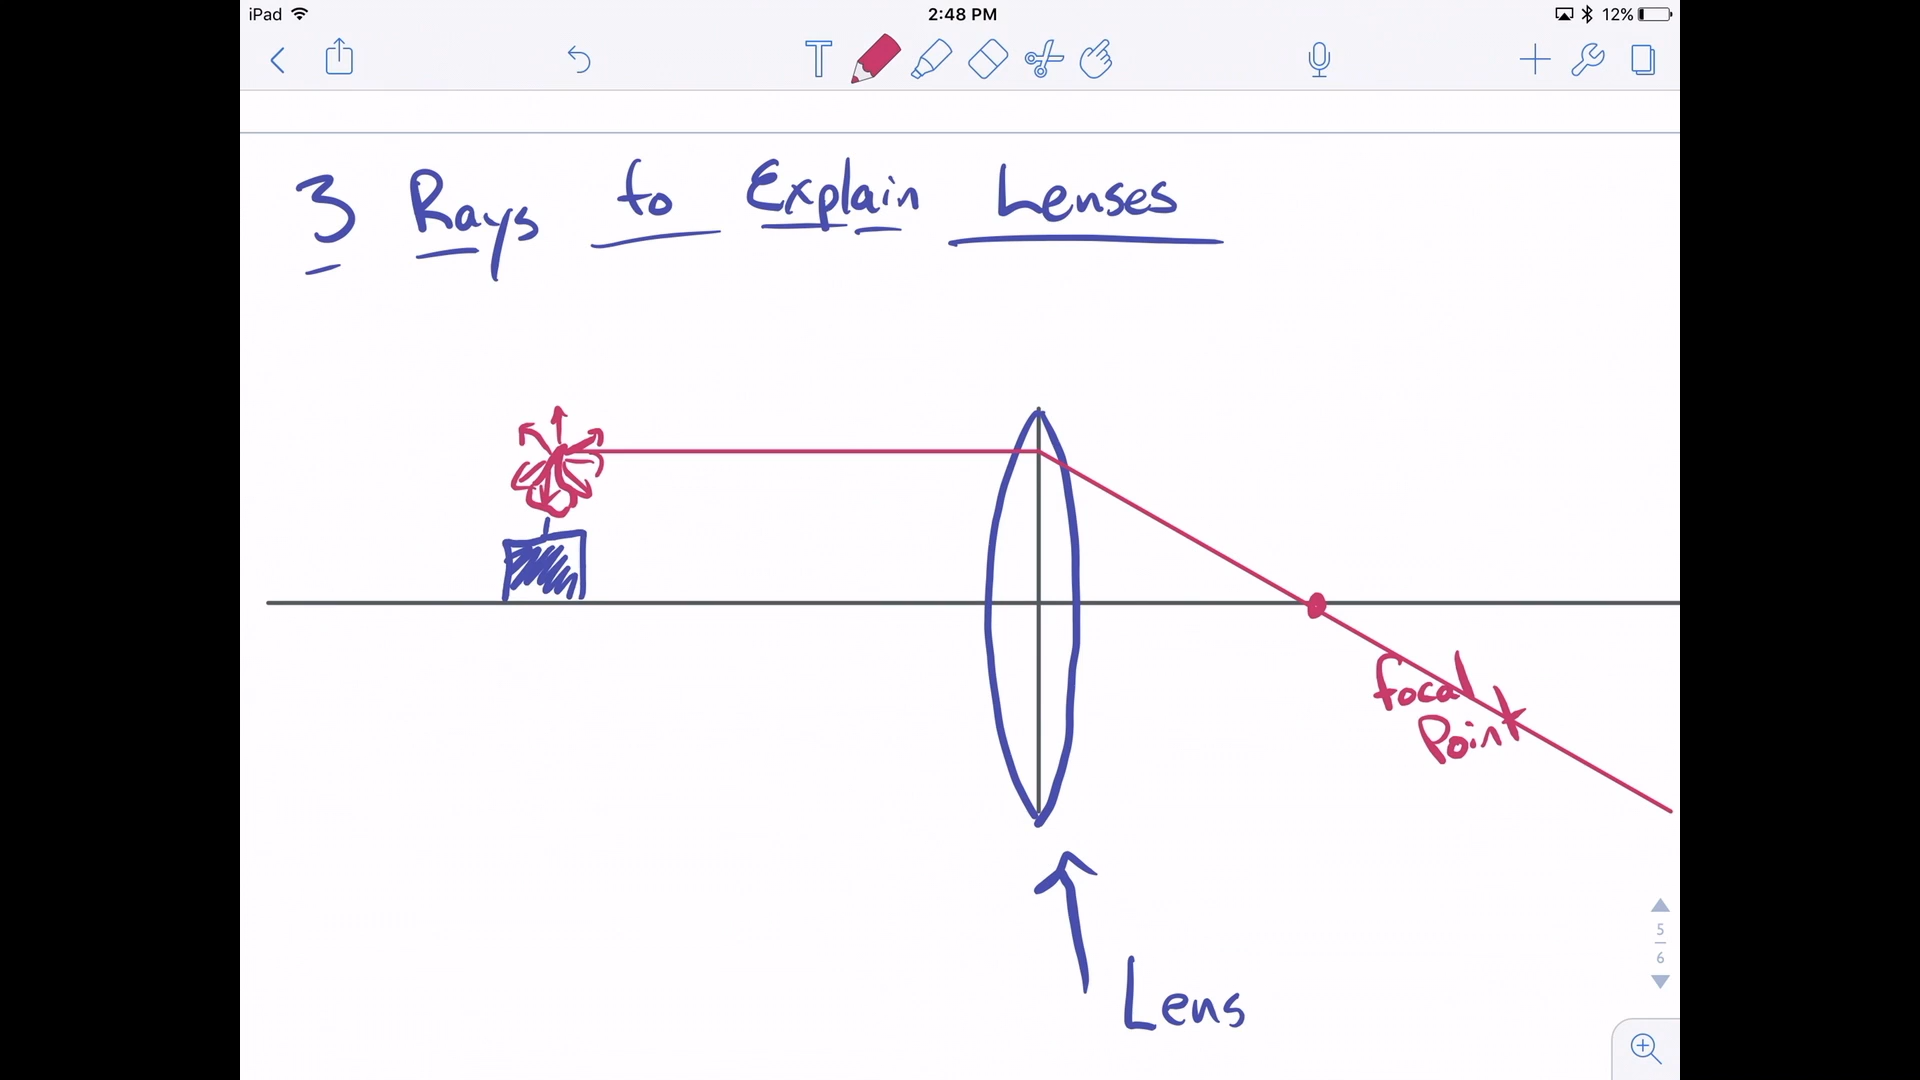 iPad 2:48 PM 12%
T
3 Rays to Explain Lenses
focal
Point
5
6
Lens